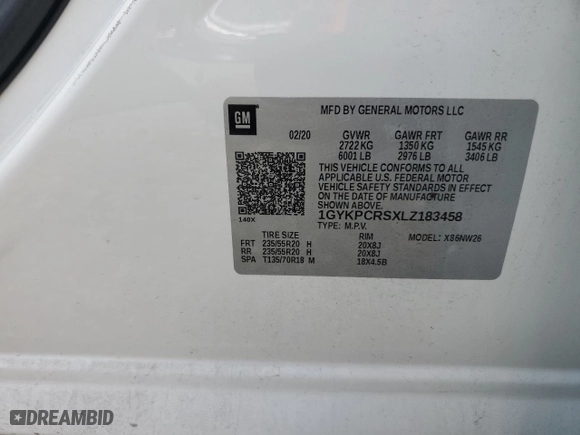 MFD BY GENERAL MOTORS LLC
GM
02/20 GVWR GAWR FRT GAWR RR
2722 KG 1350 KG 1545 KG
6001 LB 2976 LB 3406 LB
THIS VEHICLE CONFORMS TO ALL
APPLICABLE U.S. FEDERAL MOTOR
VEHICLE SAFETY STANDARDS IN EFFECT
ON THE DATE OF MANUFACTURE
SHOWN ABOVE.
1GYKPCRSXLZ183458
140X
TYPE: M.P.V. MODEL: X86NW26
TIRE SIZE RIM
FRT 235/55R20 H 20X8J
RR 235/55R20 H 20X8J
SPA T135/70R18 M 18X4.5B
DREAMBID